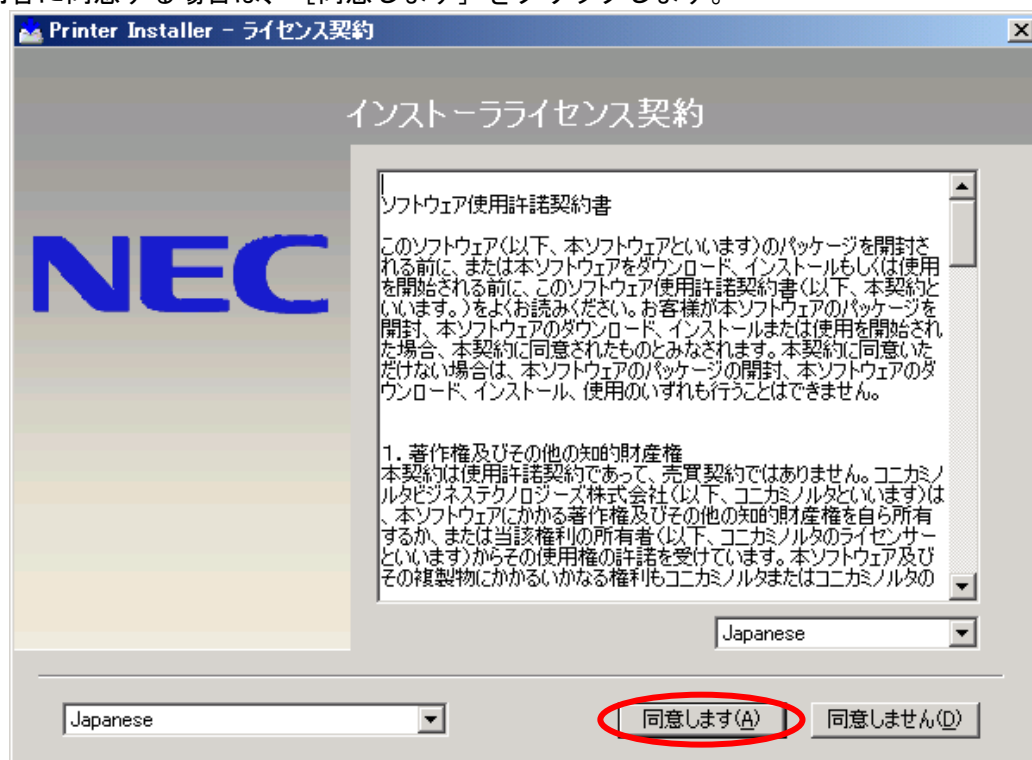 内容に同意する場合は、［同意します］をクリックします。
Printer Installer - ライセンス契約
インストーラライセンス契約
NEC
ソフトウェア使用許諾契約書
このソフトウェア(以下、本ソフトウェアといいます)のパッケージを開封さ
れる前に、または本ソフトウェアをダウンロード、インストールもしくは使用
を開始される前に、このソフトウェア使用許諾契約書(以下、本契約と
いいます。)をよくお読みください。お客様が本ソフトウェアのパッケージを
開封、本ソフトウェアのダウンロード、インストールまたは使用を開始され
た場合、本契約に同意されたものとみなされます。本契約に同意いた
だけない場合は、本ソフトウェアのパッケージの開封、本ソフトウェアのダ
ウンロード、インストール、使用のいずれも行うことはできません。
1. 著作権及びその他の知的財産権
本契約は使用許諾契約であって、売買契約ではありません。コニカミノ
ルタビジネステクノロジーズ株式会社(以下、コニカミノルタといいます)は
、本ソフトウェアにかかる著作権及びその他の知的財産権を自ら所有
するか、または当該権利の所有者(以下、コニカミノルタのライセンサー
といいます)からその使用権の許諾を受けています。本ソフトウェア及び
その複製物にかかるいかなる権利もコニカミノルタまたはコニカミノルタの
Japanese
Japanese
同意します(A)
同意しません(D)